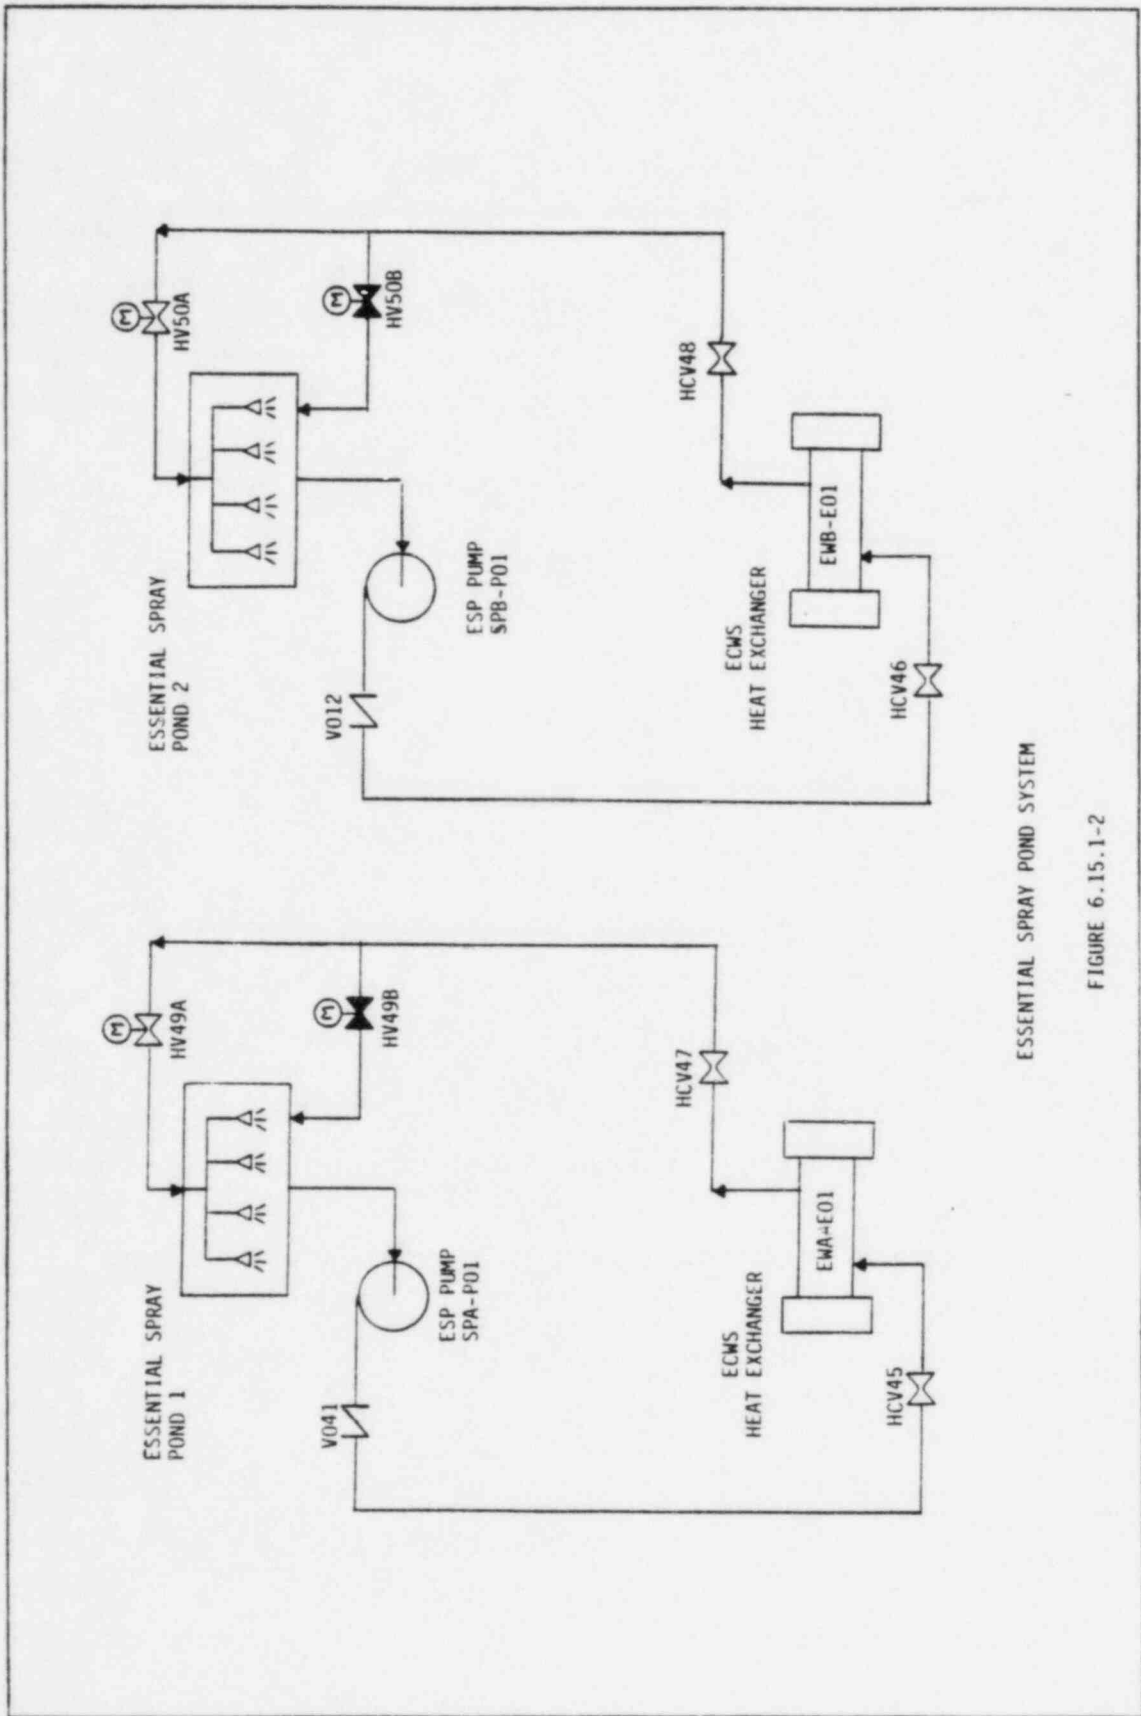 ESSENTIAL SPRAY
POND 1
M
HV49A
M
HV49B
ESP PUMP
SPA-P01
V041
HCV47
ECWS
HEAT EXCHANGER
EWA-E01
HCV45
ESSENTIAL SPRAY
POND 2
M
HV50A
M
HV50B
ESP PUMP
SPB-P01
V012
HCV48
ECWS
HEAT EXCHANGER
EWB-E01
HCV46
ESSENTIAL SPRAY POND SYSTEM
FIGURE 6.15.1-2